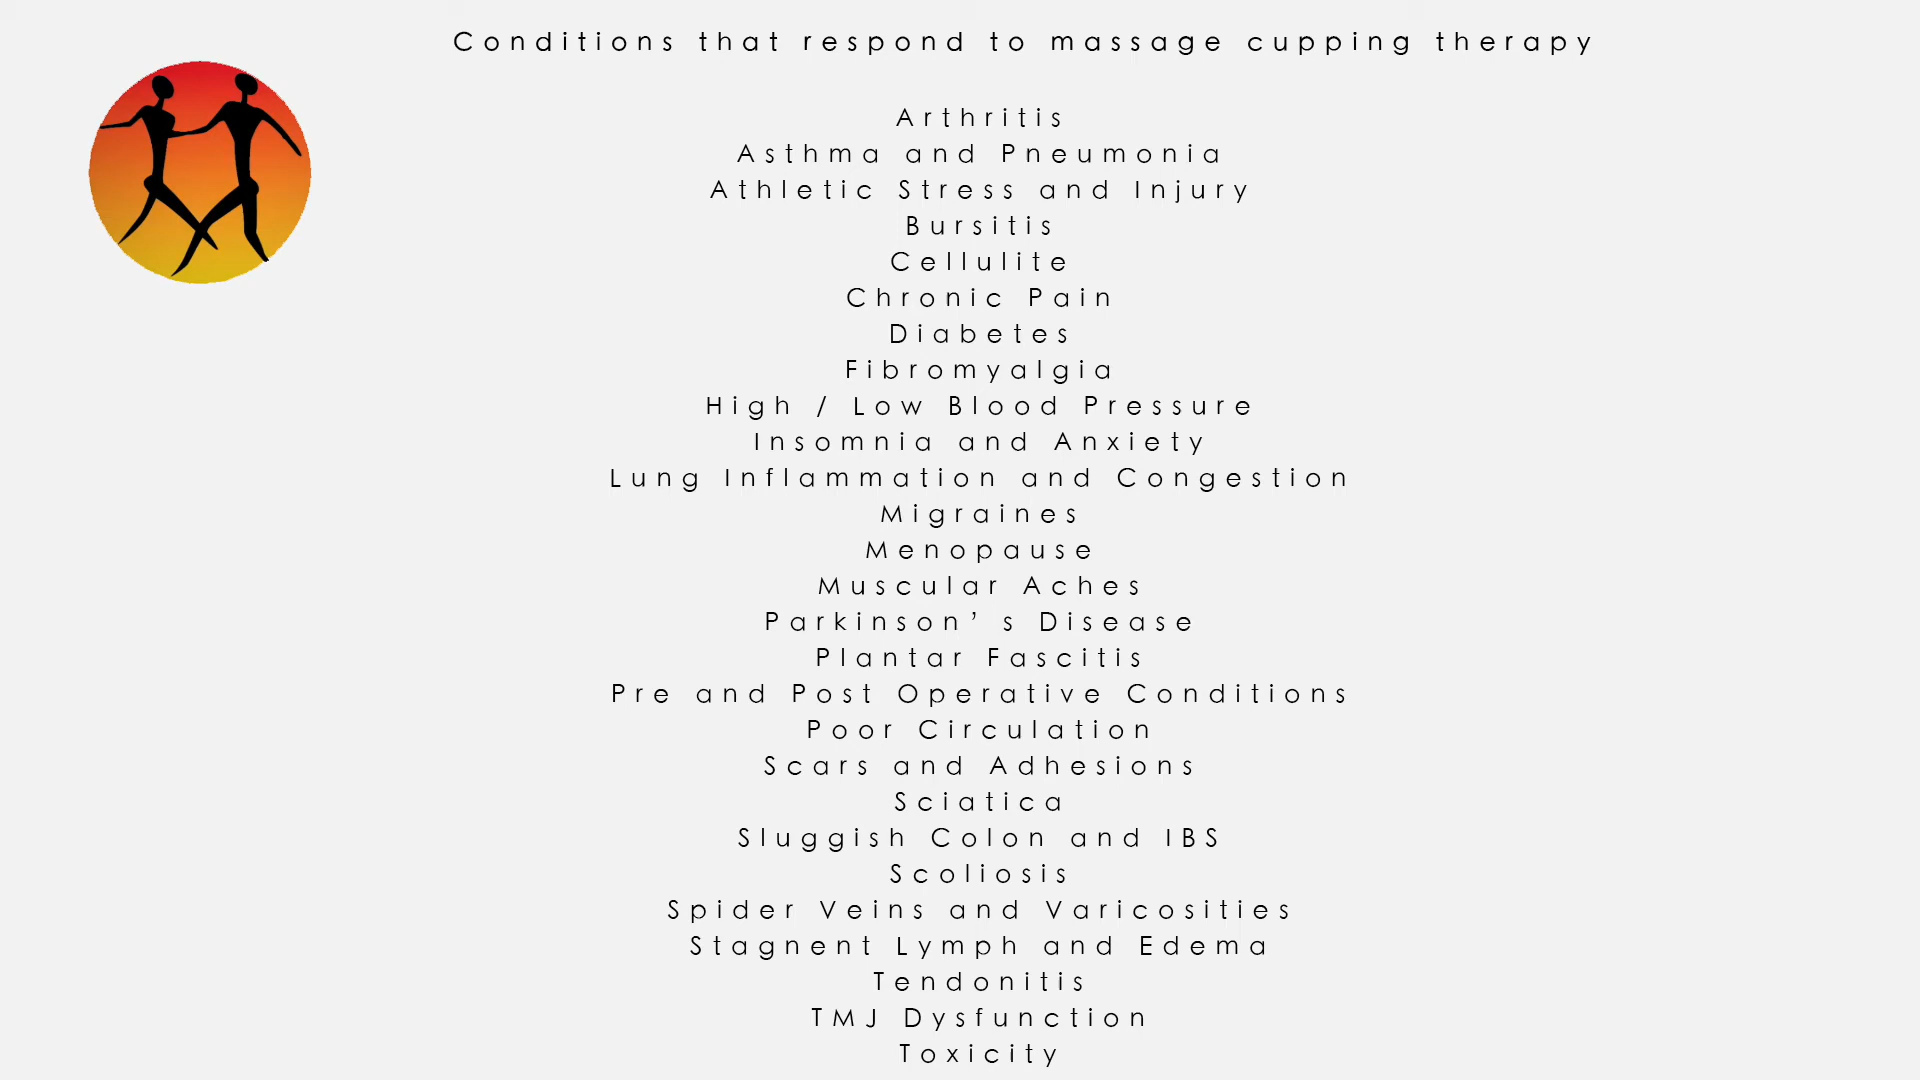 Conditions that respond to massage cupping therapy
Arthritis
Asthma and Pneumonia
Athletic Stress and Injury
Bursitis
Cellulite
Chronic Pain
Diabetes
Fibromyalgia
High / Low Blood Pressure
Insomnia and Anxiety
Lung Inflammation and Congestion
Migraines
Menopause
Muscular Aches
Parkinson’s Disease
Plantar Fascitis
Pre and Post Operative Conditions
Poor Circulation
Scars and Adhesions
Sciatica
Sluggish Colon and IBS
Scoliosis
Spider Veins and Varicosities
Stagnent Lymph and Edema
Tendonitis
TMJ Dysfunction
Toxicity